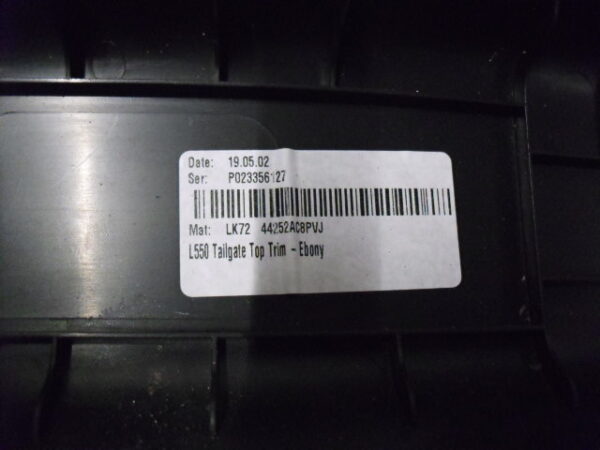 Date: 19.05.02
Ser: P023356127
Mat: LK72 44252AC8PVJ
L550 Tailgate Top Trim - Ebony